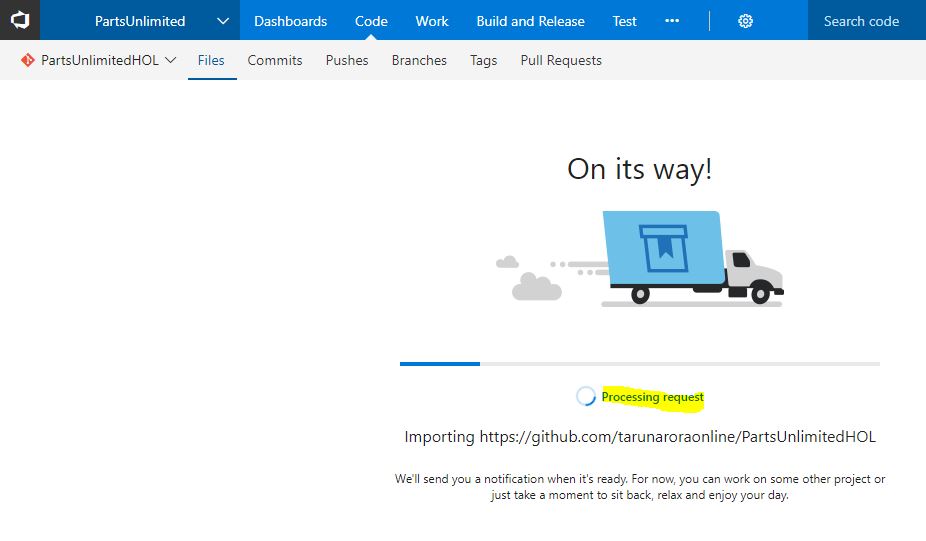 PartsUnlimited Dashboards Code Work Build and Release Test ... Search code
PartsUnlimitedHOL Files Commits Pushes Branches Tags Pull Requests
On its way!
Processing request
Importing https://github.com/tarunaroraonline/PartsUnlimitedHOL
We'll send you a notification when it's ready. For now, you can work on some other project or
just take a moment to sit back, relax and enjoy your day.